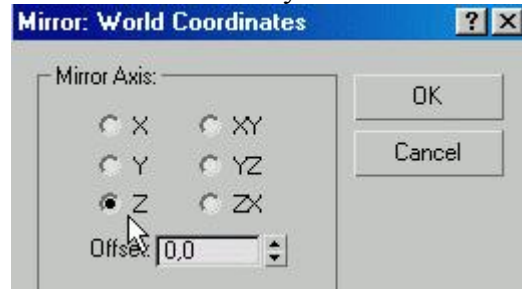 Mirror: World Coordinates
Mirror Axis:
OK
X XY
Cancel
Y YZ
Z ZX
Offset: 0,0